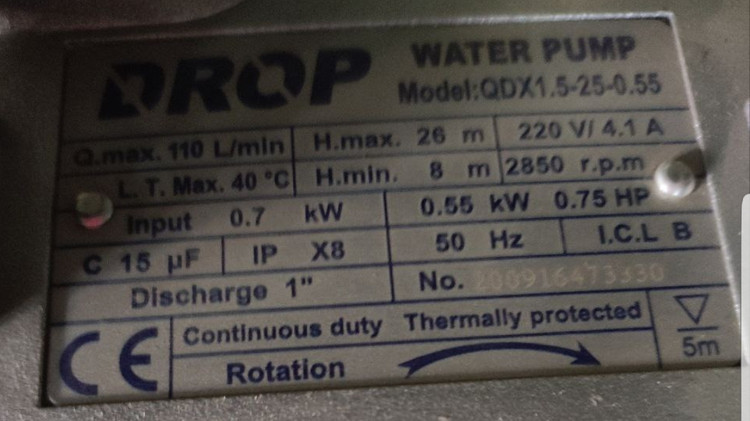 DROP WATER PUMP
Model:QDX1.5-25-0.55
Q.max. 110 L/min H.max. 26 m 220 V/ 4.1 A
L.T. Max. 40 °C H.min. 8 m 2850 r.p.m
Input 0.7 kW 0.55 kW 0.75 HP
C 15 µF IP X8 50 Hz I.C.L B
Discharge 1" No. 200916473330
CE Continuous duty Thermally protected
Rotation 5m